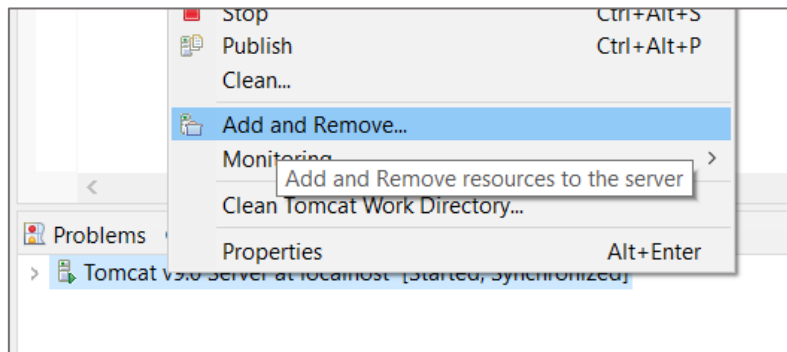 Stop Ctrl+Alt+S
Publish Ctrl+Alt+P
Clean...
Add and Remove...
Monitoring
Add and Remove resources to the server
Clean Tomcat Work Directory...
Problems
Properties Alt+Enter
Tomcat v9.0 Server at localhost [Started, Synchronized]